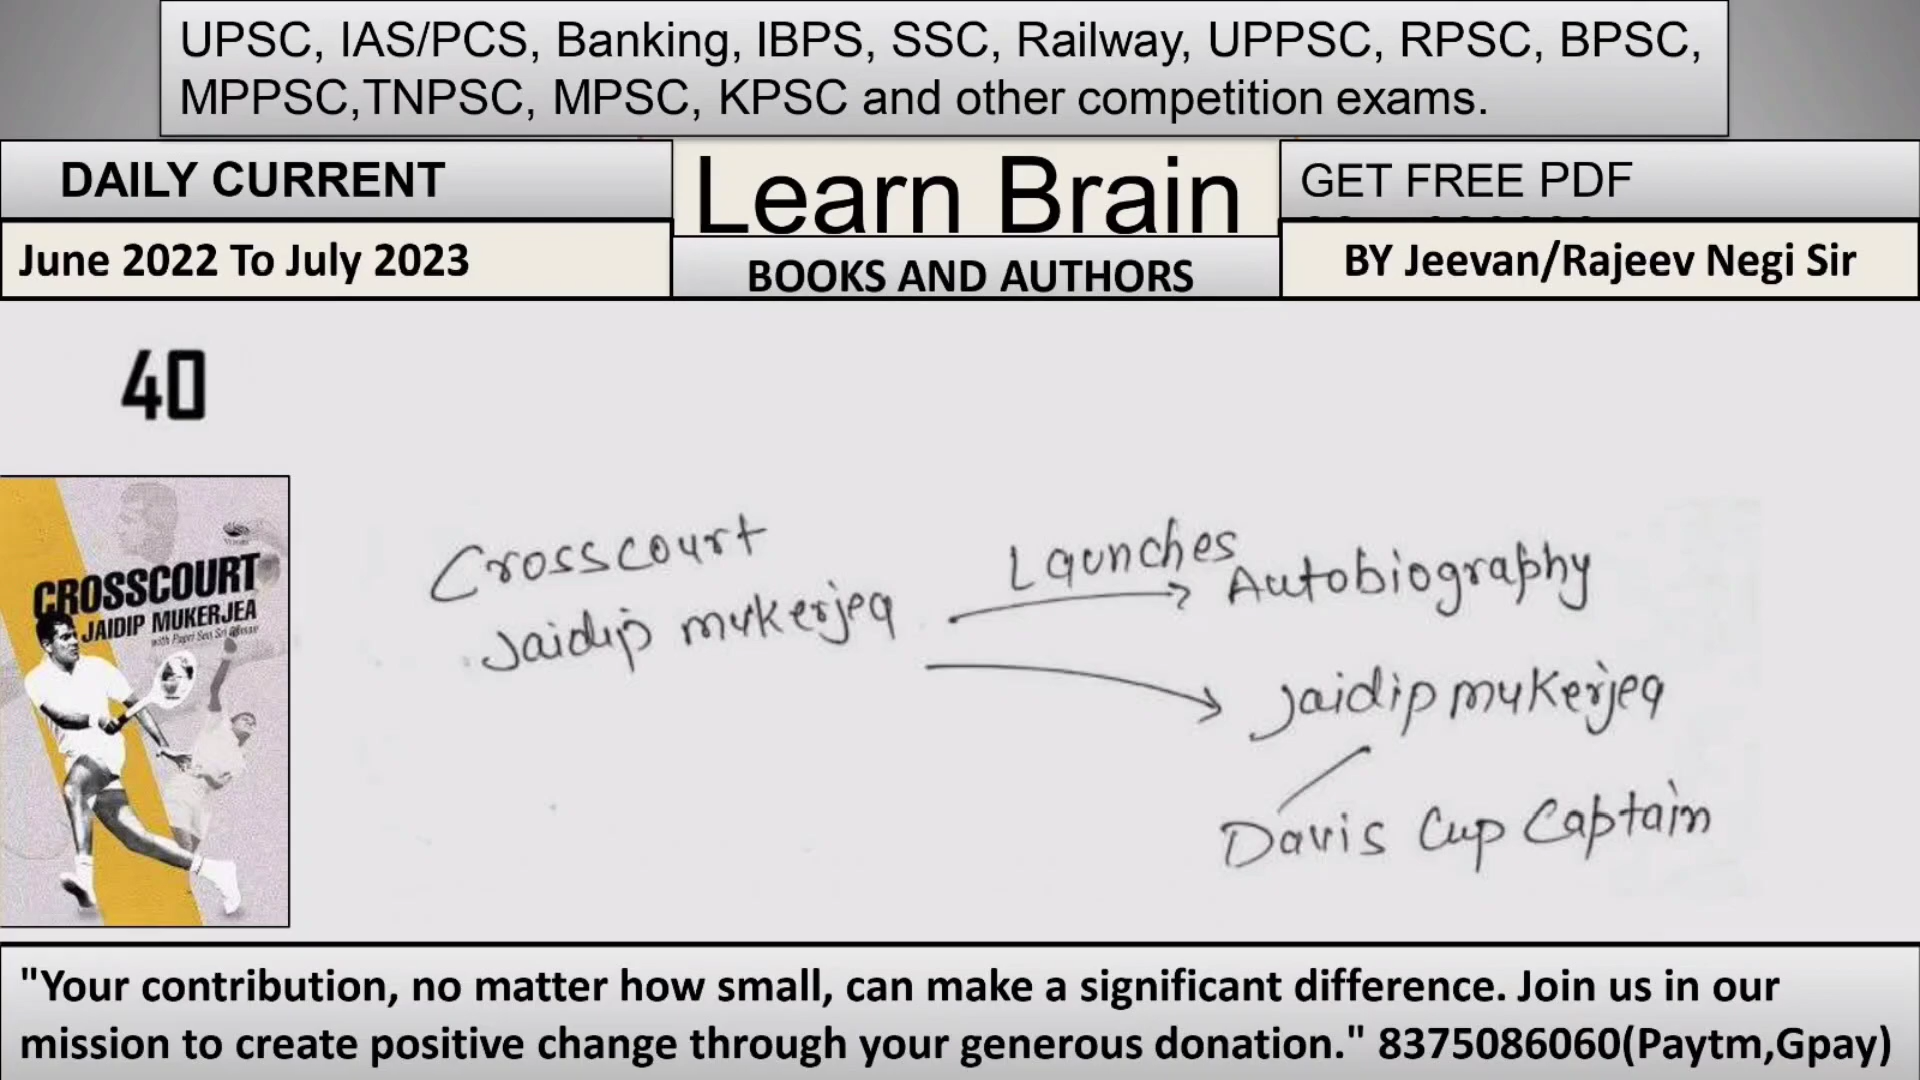 UPSC, IAS/PCS, Banking, IBPS, SSC, Railway, UPPSC, RPSC, BPSC,
MPPSC,TNPSC, MPSC, KPSC and other competition exams.
DAILY CURRENT
Learn Brain
GET FREE PDF
June 2022 To July 2023
BOOKS AND AUTHORS
BY Jeevan/Rajeev Negi Sir
40
CROSSCOURT
JAIDIP MUKERJEA
Crosscourt
Jaidip mukerjea
Launches
Autobiography
Jaidip mukerjea
Davis Cup Captain
"Your contribution, no matter how small, can make a significant difference. Join us in our
mission to create positive change through your generous donation." 8375086060(Paytm,Gpay)